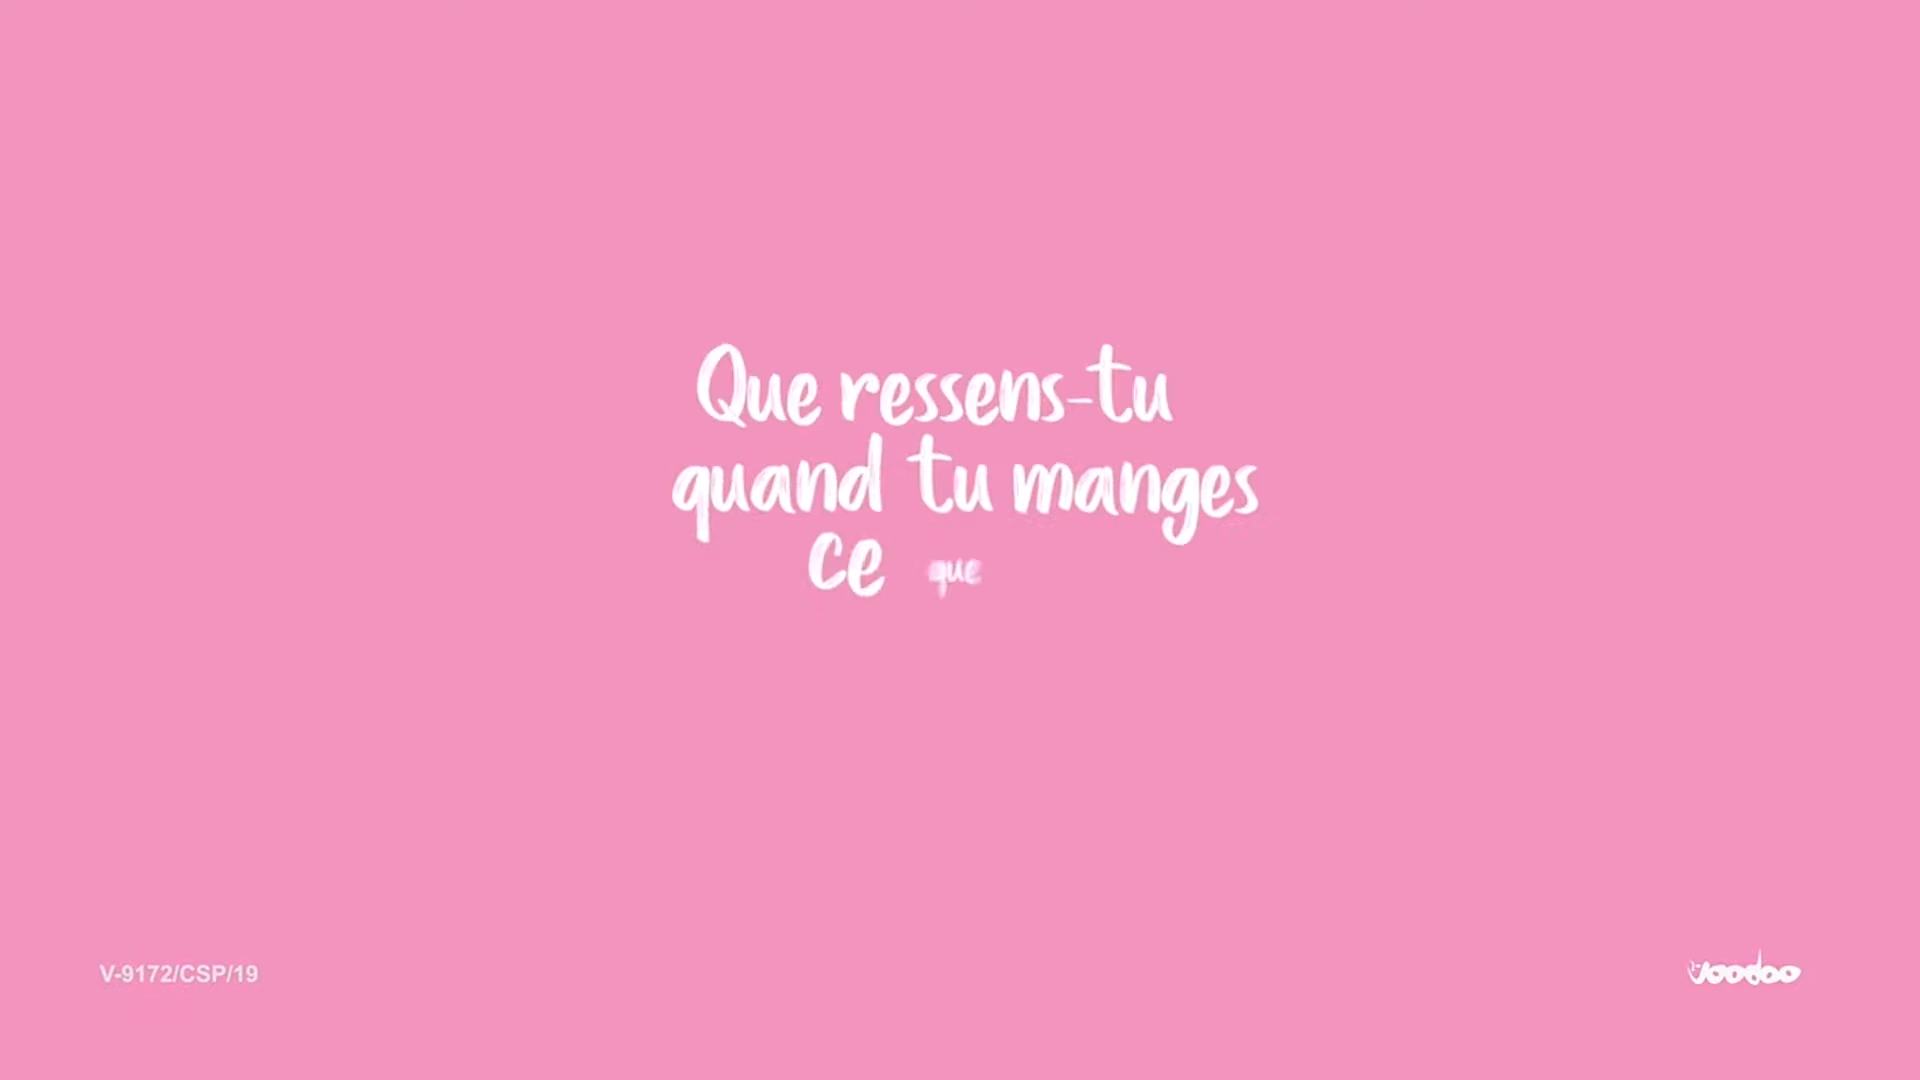 Que ressens-tu
quand tu manges
ce que
V-9172/CSP/19
voodoo